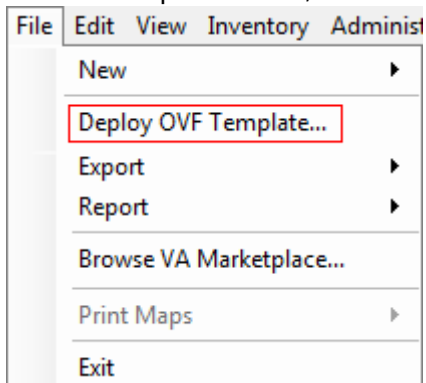 File Edit View Inventory Administ
New
Deploy OVF Template...
Export
Report
Browse VA Marketplace...
Print Maps
Exit